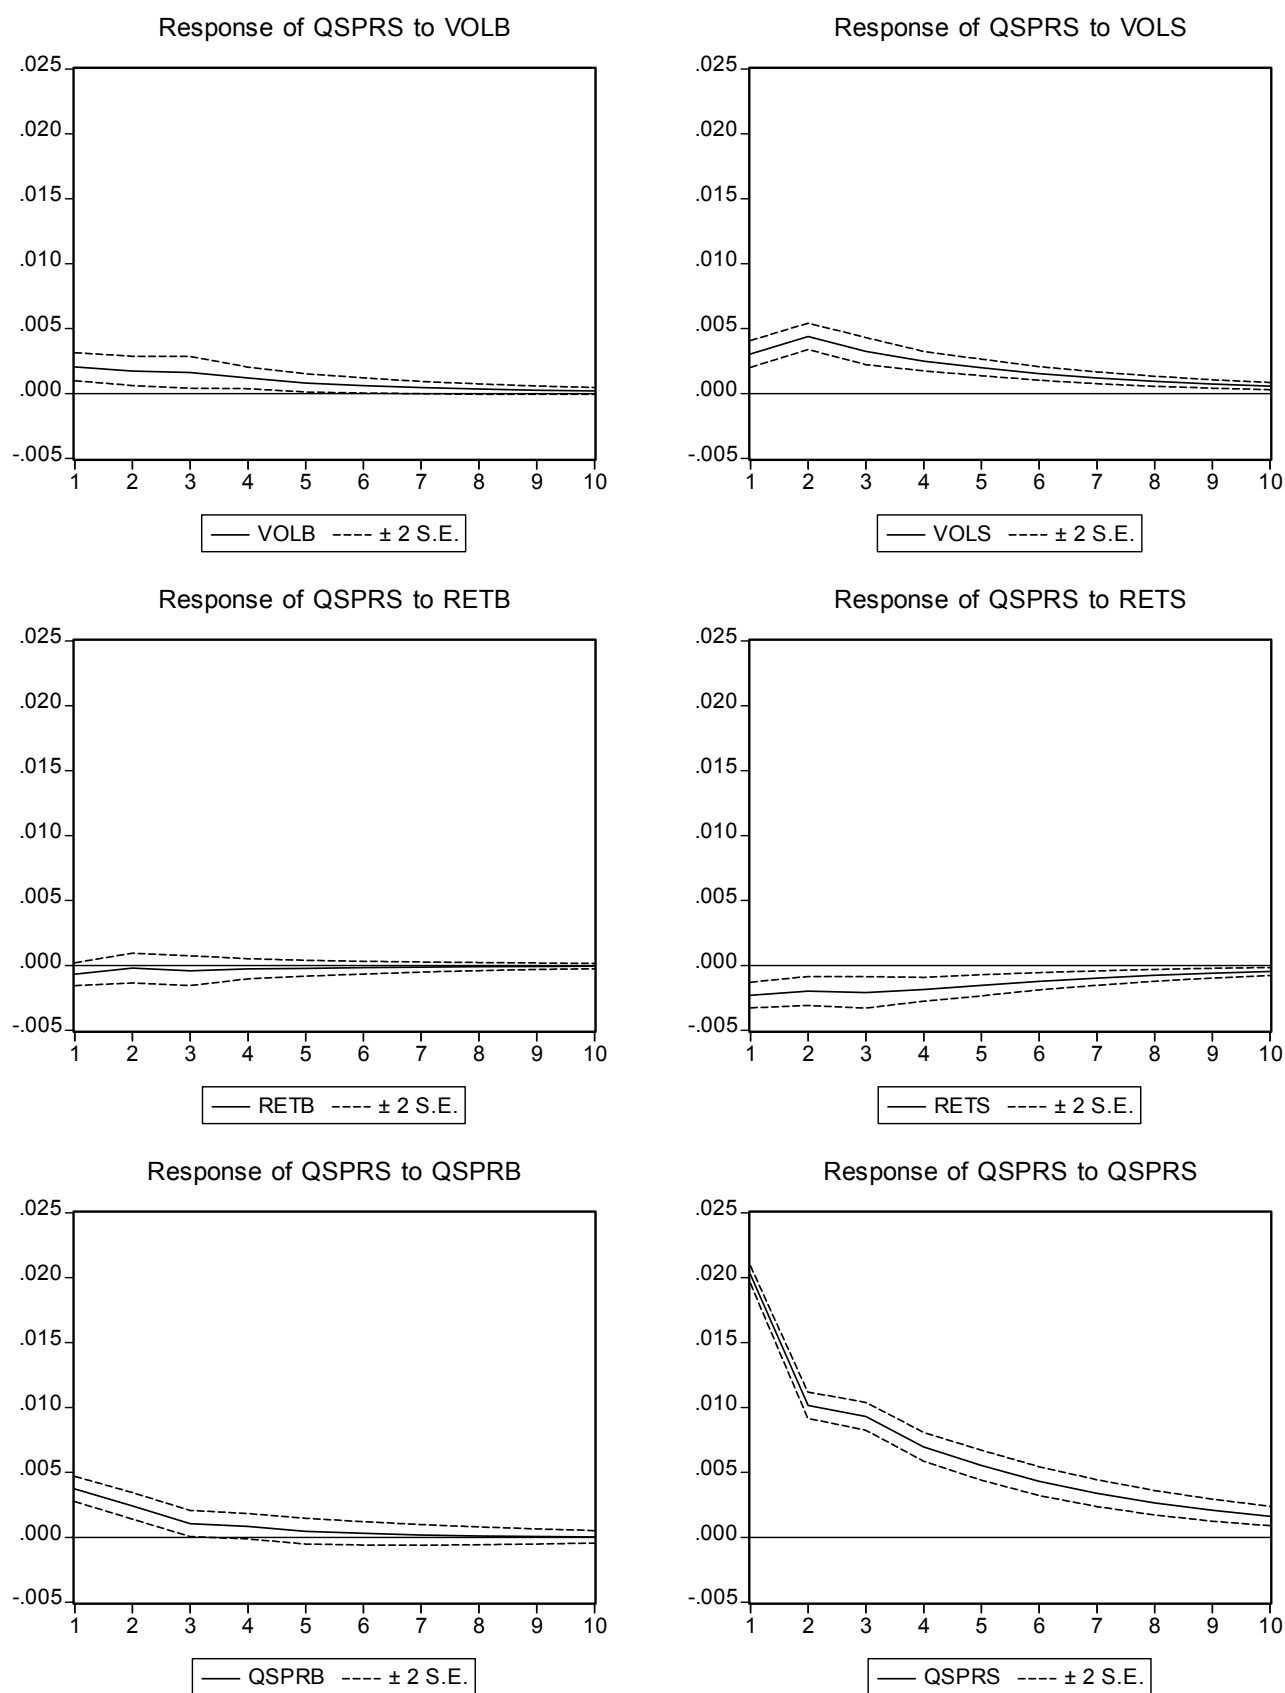 Response of QSPRS to VOLB
.025
.020
.015
.010
.005
.000
-.005
1 2 3 4 5 6 7 8 9 10
VOLB ± 2 S.E.
Response of QSPRS to VOLS
.025
.020
.015
.010
.005
.000
-.005
1 2 3 4 5 6 7 8 9 10
VOLS ± 2 S.E.
Response of QSPRS to RETB
.025
.020
.015
.010
.005
.000
-.005
1 2 3 4 5 6 7 8 9 10
RETB ± 2 S.E.
Response of QSPRS to RETS
.025
.020
.015
.010
.005
.000
-.005
1 2 3 4 5 6 7 8 9 10
RETS ± 2 S.E.
Response of QSPRS to QSPRB
.025
.020
.015
.010
.005
.000
-.005
1 2 3 4 5 6 7 8 9 10
QSPRB ± 2 S.E.
Response of QSPRS to QSPRS
.025
.020
.015
.010
.005
.000
-.005
1 2 3 4 5 6 7 8 9 10
QSPRS ± 2 S.E.